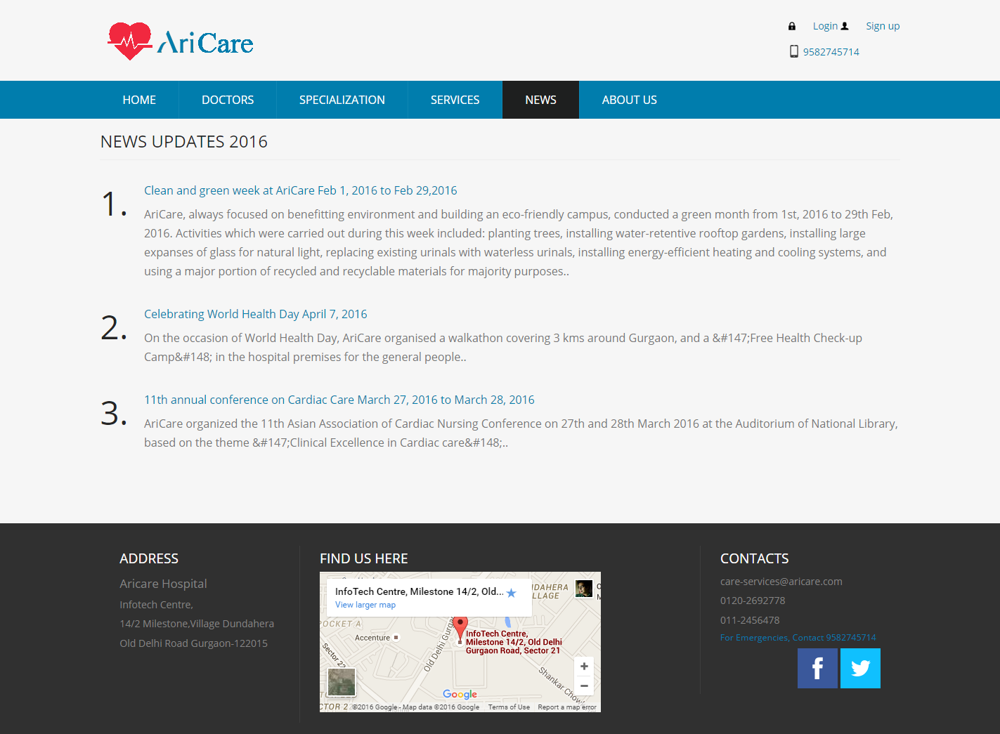 AriCare
Login
Sign up
9582745714
HOME
DOCTORS
SPECIALIZATION
SERVICES
NEWS
ABOUT US
NEWS UPDATES 2016
1.
Clean and green week at AriCare Feb 1, 2016 to Feb 29,2016
AriCare, always focused on benefitting environment and building an eco-friendly campus, conducted a green month from 1st, 2016 to 29th Feb,
2016. Activities which were carried out during this week included: planting trees, installing water-retentive rooftop gardens, installing large
expanses of glass for natural light, replacing existing urinals with waterless urinals, installing energy-efficient heating and cooling systems, and
using a major portion of recycled and recyclable materials for majority purposes..
2.
Celebrating World Health Day April 7, 2016
On the occasion of World Health Day, AriCare organised a walkathon covering 3 kms around Gurgaon, and a &#147;Free Health Check-up
Camp&#148; in the hospital premises for the general people..
3.
11th annual conference on Cardiac Care March 27, 2016 to March 28, 2016
AriCare organized the 11th Asian Association of Cardiac Nursing Conference on 27th and 28th March 2016 at the Auditorium of National Library,
based on the theme &#147;Clinical Excellence in Cardiac care&#148;..
ADDRESS
Aricare Hospital
Infotech Centre,
14/2 Milestone,Village Dundahera
Old Delhi Road Gurgaon-122015
FIND US HERE
InfoTech Centre, Milestone 14/2, Old...
View larger map
DAHERA
LLAGE
POCKET A
Accenture
InfoTech Centre,
Milestone 14/2, Old Delhi
Gurgaon Road, Sector 21
Sector 22
Old Delhi Gurga
Shankar Chow
+
−
Google
CTOR 2
©2016 Google - Map data ©2016 Google
Terms of Use
Report a map error
CONTACTS
care-services@aricare.com
0120-2692778
011-2456478
For Emergencies, Contact 9582745714
f